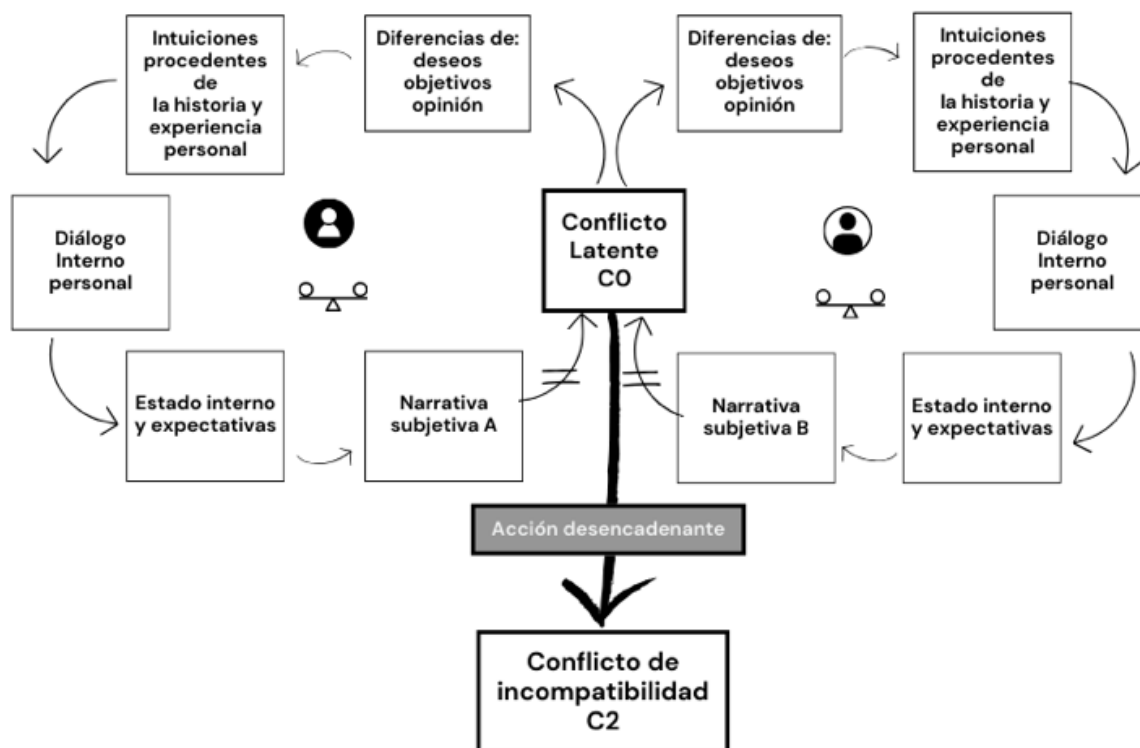 Intuiciones
procedentes
de
la historia y
experiencia
personal
Diferencias de:
deseos
objetivos
opinión
Diferencias de:
deseos
objetivos
opinión
Intuiciones
procedentes
de
la historia y
experiencia
personal
Diálogo
Interno
personal
Conflicto
Latente
C0
Diálogo
Interno
personal
Estado interno
y expectativas
Narrativa
subjetiva A
Narrativa
subjetiva B
Estado interno
y expectativas
Acción desencadenante
Conflicto de
incompatibilidad
C2